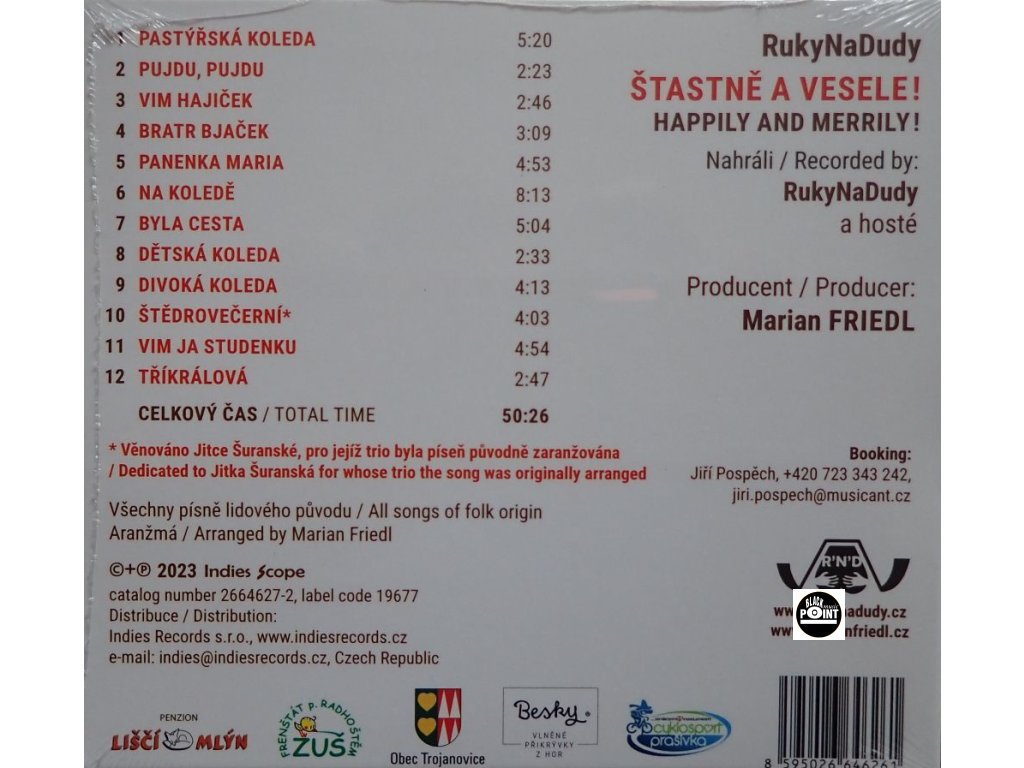 1 PASTÝŘSKÁ KOLEDA 5:20
2 PUJDU, PUJDU 2:23
3 VIM HAJIČEK 2:46
4 BRATR BJAČEK 3:09
5 PANENKA MARIA 4:53
6 NA KOLEDĚ 8:13
7 BYLA CESTA 5:04
8 DĚTSKÁ KOLEDA 2:33
9 DIVOKÁ KOLEDA 4:13
10 ŠTĚDROVEČERNÍ* 4:03
11 VIM JA STUDENKU 4:54
12 TŘÍKRÁLOVÁ 2:47
CELKOVÝ ČAS / TOTAL TIME 50:26
* Věnováno Jitce Šuranské, pro jejíž trio byla píseň původně zaranžována
/ Dedicated to Jitka Šuranská for whose trio the song was originally arranged
Všechny písně lidového původu / All songs of folk origin
Aranžmá / Arranged by Marian Friedl
©+℗ 2023 Indies Scope
catalog number 2664627-2, label code 19677
Distribuce / Distribution:
Indies Records s.r.o., www.indiesrecords.cz
e-mail: indies@indiesrecords.cz, Czech Republic
RukyNaDudy
ŠTASTNĚ A VESELE!
HAPPILY AND MERRILY!
Nahráli / Recorded by:
RukyNaDudy
a hosté
Producent / Producer:
Marian FRIEDL
Booking:
Jiří Pospěch, +420 723 343 242,
jiri.pospech@musicant.cz
R'N'D
BLACK music
POINT
PENZION
LIŠČÍ MLÝN
FRENŠTÁT P. RADHOŠTĚM
ZUŠ
Obec Trojanovice
Besky
VLNĚNÉ
PŘIKRÝVKY
Z HOR
cyklosport
prašivka
8 595026 646261